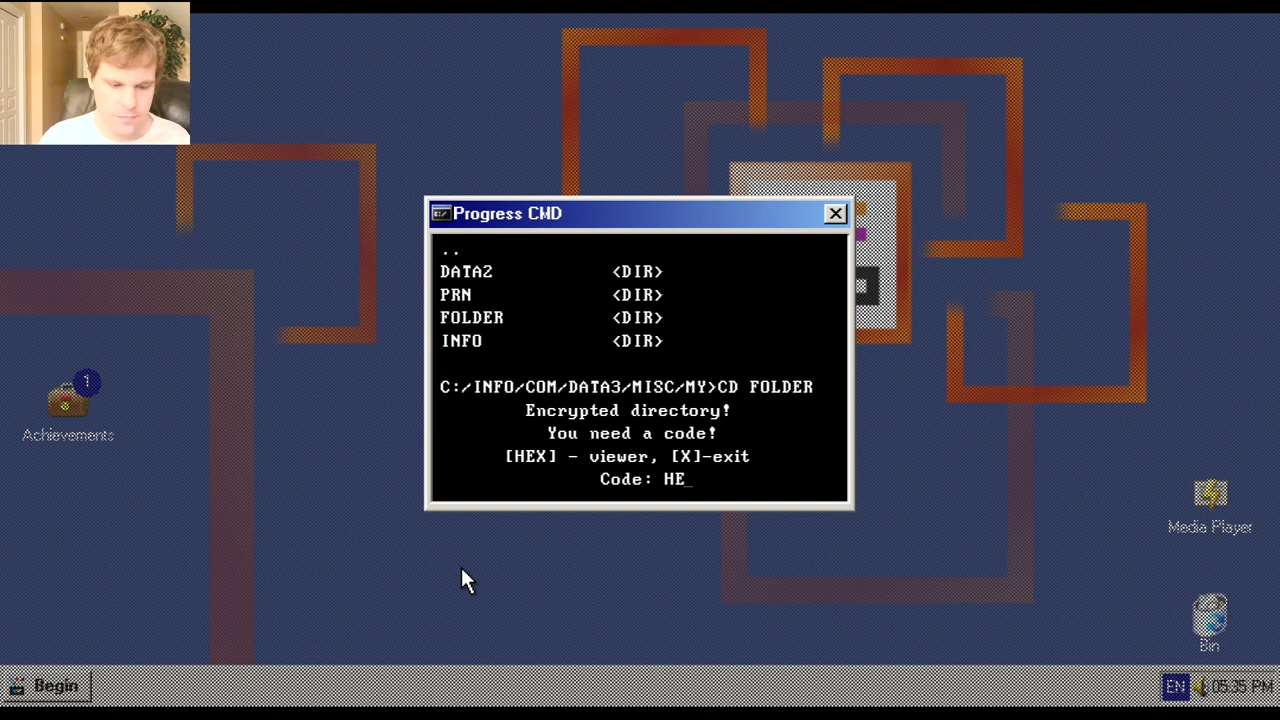 Progress CMD
..
DATA2 <DIR>
PRN <DIR>
FOLDER <DIR>
INFO <DIR>
C:/INFO/COM/DATA3/MISC/MY>CD FOLDER
Encrypted directory!
You need a code!
[HEX] - viewer, [X]-exit
Code: HE_
1
Achievements
Media Player
Bin
Begin
EN 05:35 PM